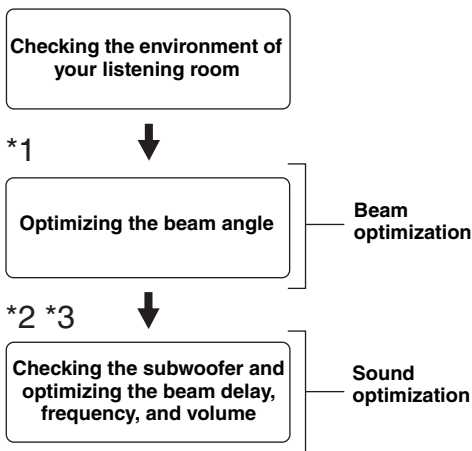 Checking the environment of
your listening room
*1
Optimizing the beam angle
Beam
optimization
*2 *3
Checking the subwoofer and
optimizing the beam delay,
frequency, and volume
Sound
optimization